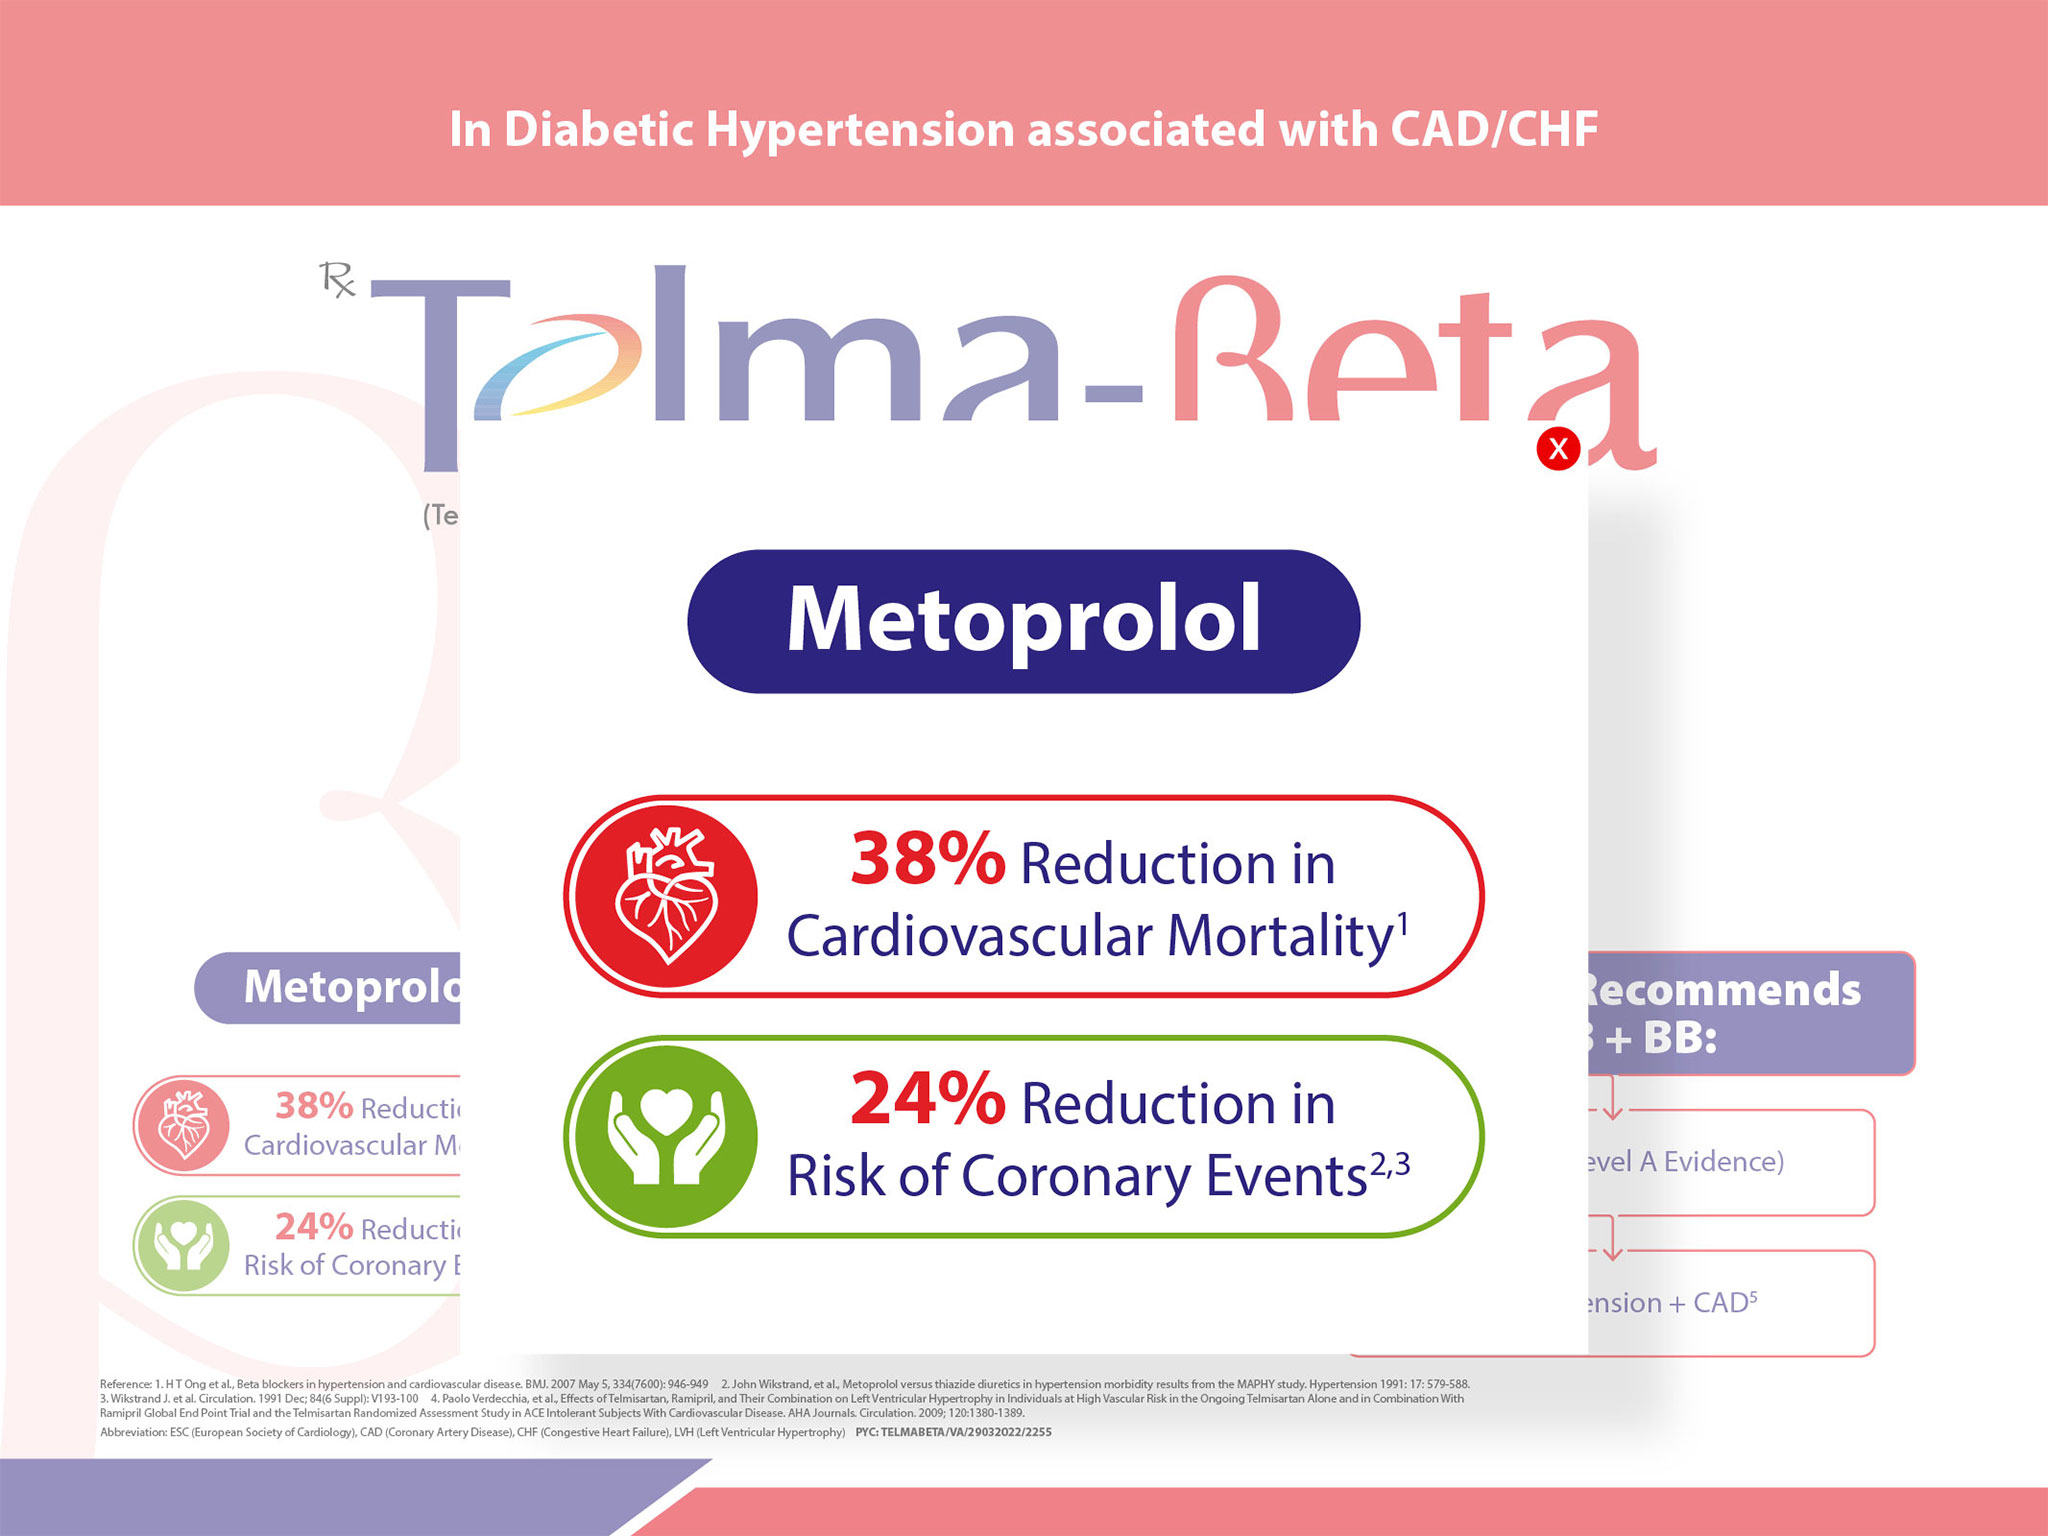 In Diabetic Hypertension associated with CAD/CHF
Rx Telma-Beta
X
(Te
Metoprolol
38% Reduction in
Cardiovascular Mortality1
24% Reduction in
Risk of Coronary Events2,3
Metoprolo
38% Reducti
Cardiovascular M
24% Reducti
Risk of Coronary E
Recommends
+ BB:
evel A Evidence)
ension + CAD5
Reference: 1. H T Ong et al., Beta blockers in hypertension and cardiovascular disease. BMJ. 2007 May 5, 334(7600): 946-949 2. John Wikstrand, et al., Metoprolol versus thiazide diuretics in hypertension morbidity results from the MAPHY study. Hypertension 1991: 17: 579-588.
3. Wikstrand J. et al. Circulation. 1991 Dec; 84(6 Suppl): V193-100 4. Paolo Verdecchia, et al., Effects of Telmisartan, Ramipril, and Their Combination on Left Ventricular Hypertrophy in Individuals at High Vascular Risk in the Ongoing Telmisartan Alone and in Combination With
Ramipril Global End Point Trial and the Telmisartan Randomized Assessment Study in ACE Intolerant Subjects With Cardiovascular Disease. AHA Journals. Circulation. 2009; 120:1380-1389.
Abbreviation: ESC (European Society of Cardiology), CAD (Coronary Artery Disease), CHF (Congestive Heart Failure), LVH (Left Ventricular Hypertrophy) PYC: TELMABETA/VA/29032022/2255